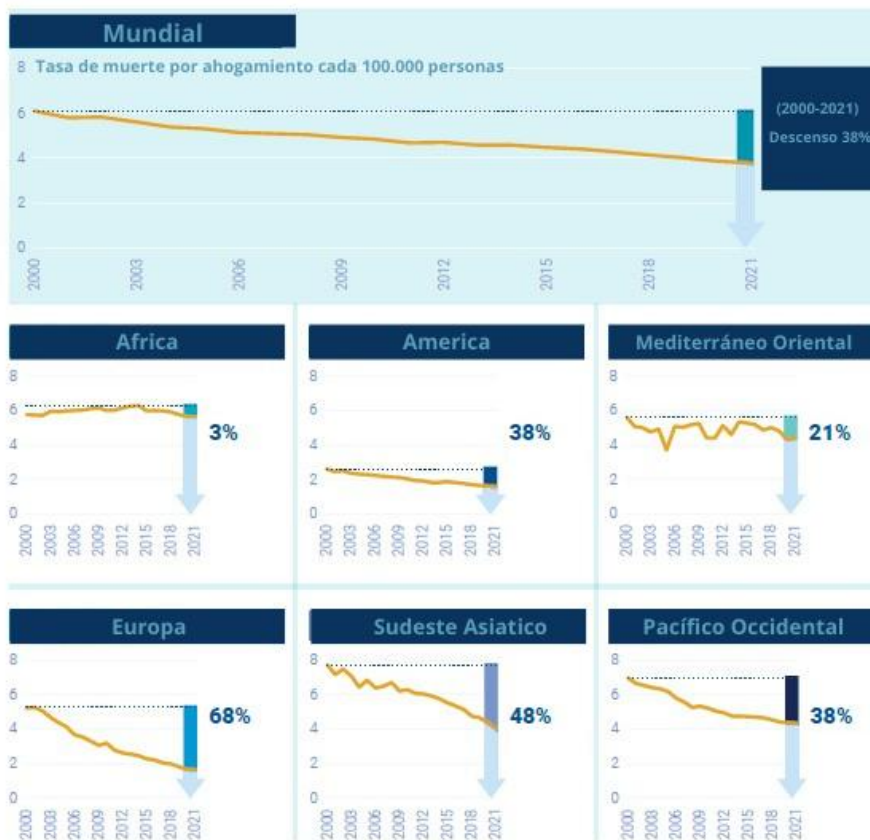 Mundial
8 Tasa de muerte por ahogamiento cada 100.000 personas
6
4
2
0
2000 2003 2006 2009 2012 2015 2018 2021
(2000-2021)
Descenso 38%
Africa
8
6
4
2
0
3%
2000 2003 2006 2009 2012 2015 2018 2021
America
8
6
4
2
0
38%
2000 2003 2006 2009 2012 2015 2018 2021
Mediterráneo Oriental
8
6
4
2
0
21%
2000 2003 2006 2009 2012 2015 2018 2021
Europa
8
6
4
2
0
68%
2000 2003 2006 2009 2012 2015 2018 2021
Sudeste Asiatico
8
6
4
2
0
48%
2000 2003 2006 2009 2012 2015 2018 2021
Pacífico Occidental
8
6
4
2
0
38%
2000 2003 2006 2009 2012 2015 2018 2021